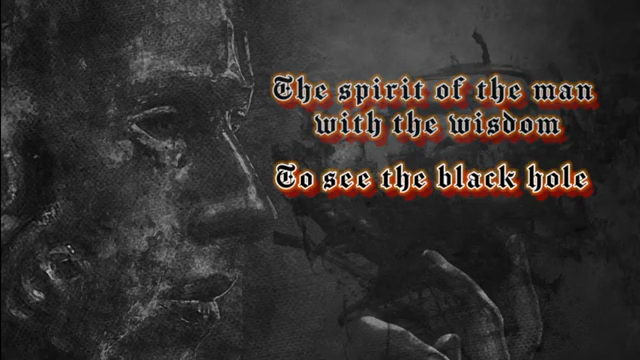 The spirit of the man
with the wisdom
To see the black hole